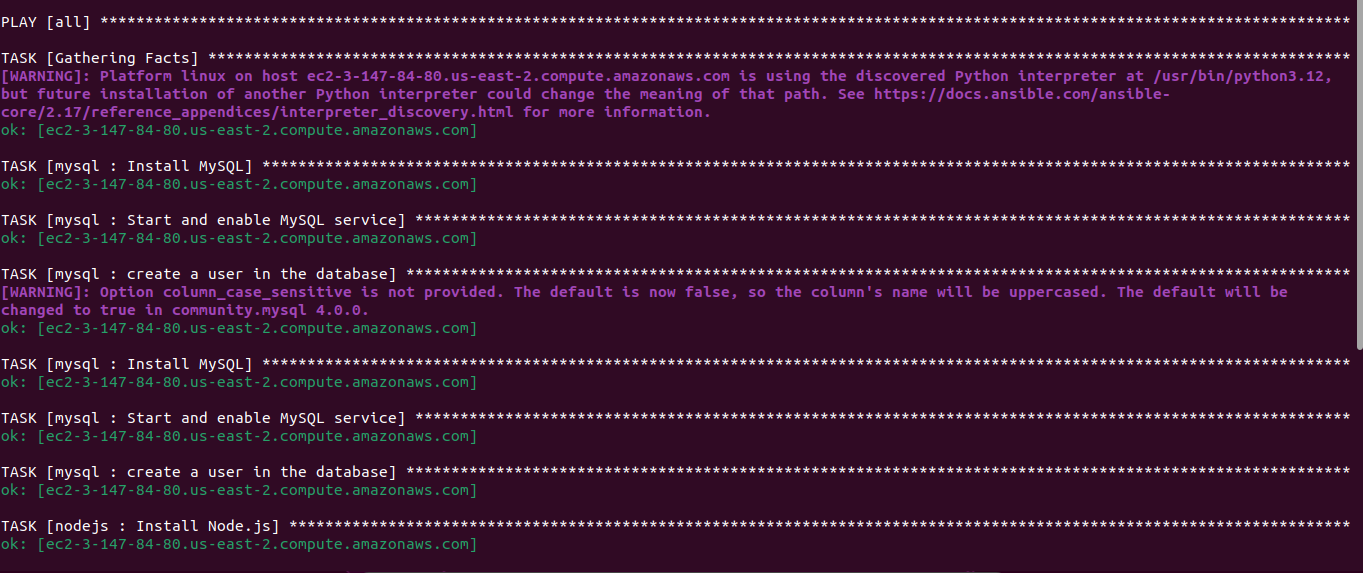 PLAY [all] *******************************************************************************************************************************************
TASK [Gathering Facts] *******************************************************************************************************************************
[WARNING]: Platform linux on host ec2-3-147-84-80.us-east-2.compute.amazonaws.com is using the discovered Python interpreter at /usr/bin/python3.12,
but future installation of another Python interpreter could change the meaning of that path. See https://docs.ansible.com/ansible-
core/2.17/reference_appendices/interpreter_discovery.html for more information.
ok: [ec2-3-147-84-80.us-east-2.compute.amazonaws.com]
TASK [mysql : Install MySQL] *************************************************************************************************************************
ok: [ec2-3-147-84-80.us-east-2.compute.amazonaws.com]
TASK [mysql : Start and enable MySQL service] ********************************************************************************************************
ok: [ec2-3-147-84-80.us-east-2.compute.amazonaws.com]
TASK [mysql : create a user in the database] *********************************************************************************************************
[WARNING]: Option column_case_sensitive is not provided. The default is now false, so the column's name will be uppercased. The default will be
changed to true in community.mysql 4.0.0.
ok: [ec2-3-147-84-80.us-east-2.compute.amazonaws.com]
TASK [mysql : Install MySQL] *************************************************************************************************************************
ok: [ec2-3-147-84-80.us-east-2.compute.amazonaws.com]
TASK [mysql : Start and enable MySQL service] ********************************************************************************************************
ok: [ec2-3-147-84-80.us-east-2.compute.amazonaws.com]
TASK [mysql : create a user in the database] *********************************************************************************************************
ok: [ec2-3-147-84-80.us-east-2.compute.amazonaws.com]
TASK [nodejs : Install Node.js] **********************************************************************************************************************
ok: [ec2-3-147-84-80.us-east-2.compute.amazonaws.com]